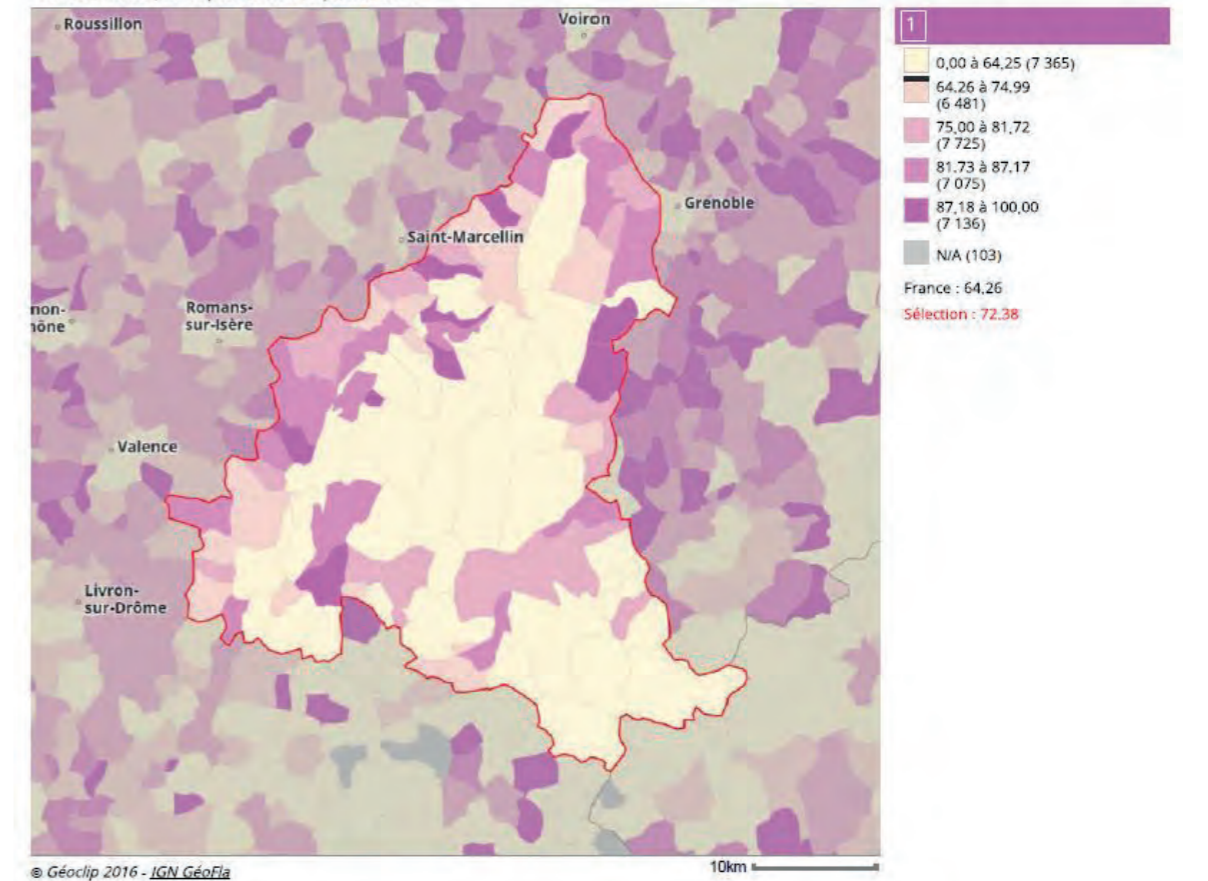 Roussillon
Voiron
Grenoble
Saint-Marcellin
non-
hône
Romans-
sur-Isère
Valence
Livron-
sur-Drôme
1
0,00 à 64,25 (7 365)
64,26 à 74,99
(6 481)
75,00 à 81,72
(7 725)
81,73 à 87,17
(7 075)
87,18 à 100,00
(7 136)
N/A (103)
France : 64,26
Sélection : 72,38
© Géoclip 2016 - IGN GéoFla
10km